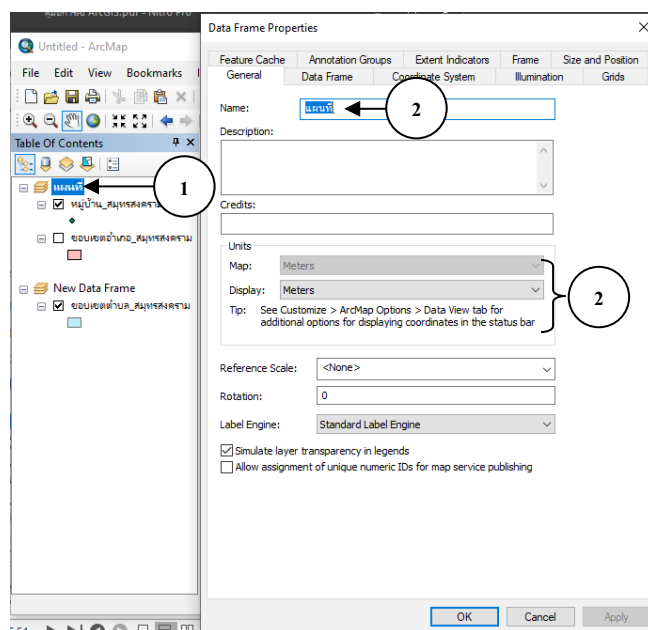 Data Frame Properties
Untitled - ArcMap
File Edit View Bookmarks
Table Of Contents
แผนที่
หมู่บ้าน_สมุทรสงคราม
ขอบเขตอำเภอ_สมุทรสงคราม
New Data Frame
ขอบเขตตำบล_สมุทรสงคราม
1
Feature Cache Annotation Groups Extent Indicators Frame Size and Position
General Data Frame Coordinate System Illumination Grids
Name: แผนที่
2
Description:
Credits:
Units
Map: Meters
Display: Meters
2
Tip: See Customize > ArcMap Options > Data View tab for
additional options for displaying coordinates in the status bar
Reference Scale: <None>
Rotation: 0
Label Engine: Standard Label Engine
Simulate layer transparency in legends
Allow assignment of unique numeric IDs for map service publishing
OK Cancel Apply